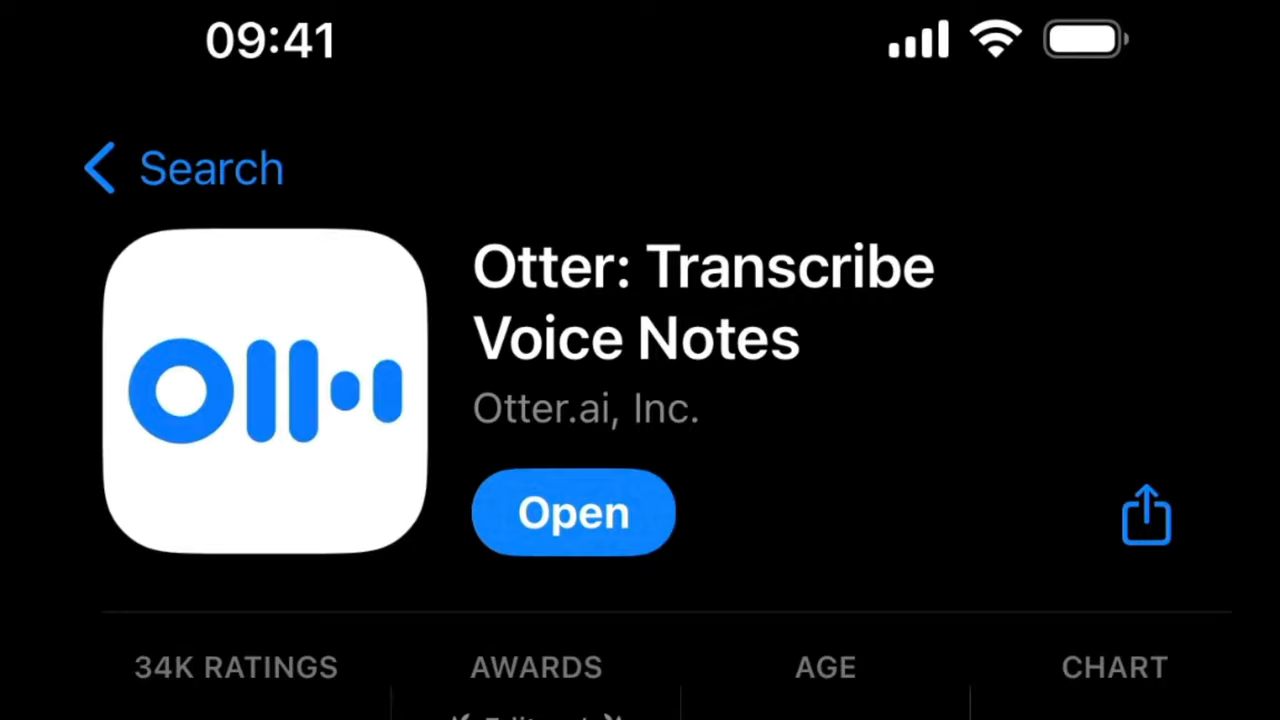 09:41
Search
Otter: Transcribe
Voice Notes
Otter.ai, Inc.
Open
34K RATINGS
AWARDS
AGE
CHART